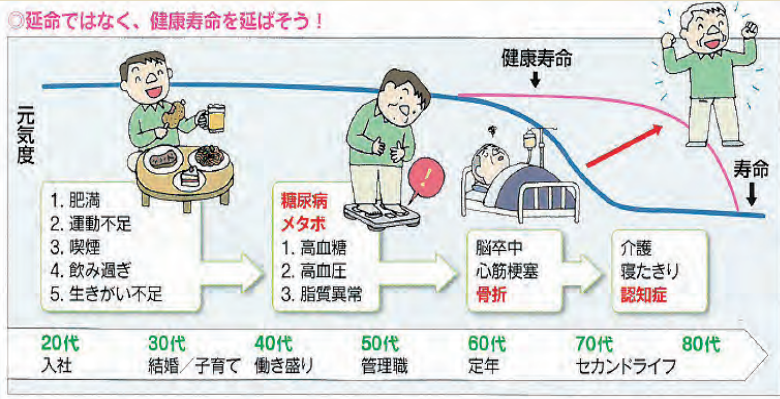 ◎延命ではなく、健康寿命を延ばそう！
健康寿命
元気度
寿命
1. 肥満
2. 運動不足
3. 喫煙
4. 飲み過ぎ
5. 生きがい不足
糖尿病
メタボ
1. 高血糖
2. 高血圧
3. 脂質異常
!
脳卒中
心筋梗塞
骨折
介護
寝たきり
認知症
20代 30代 40代 50代 60代 70代 80代
入社 結婚／子育て 働き盛り 管理職 定年 セカンドライフ